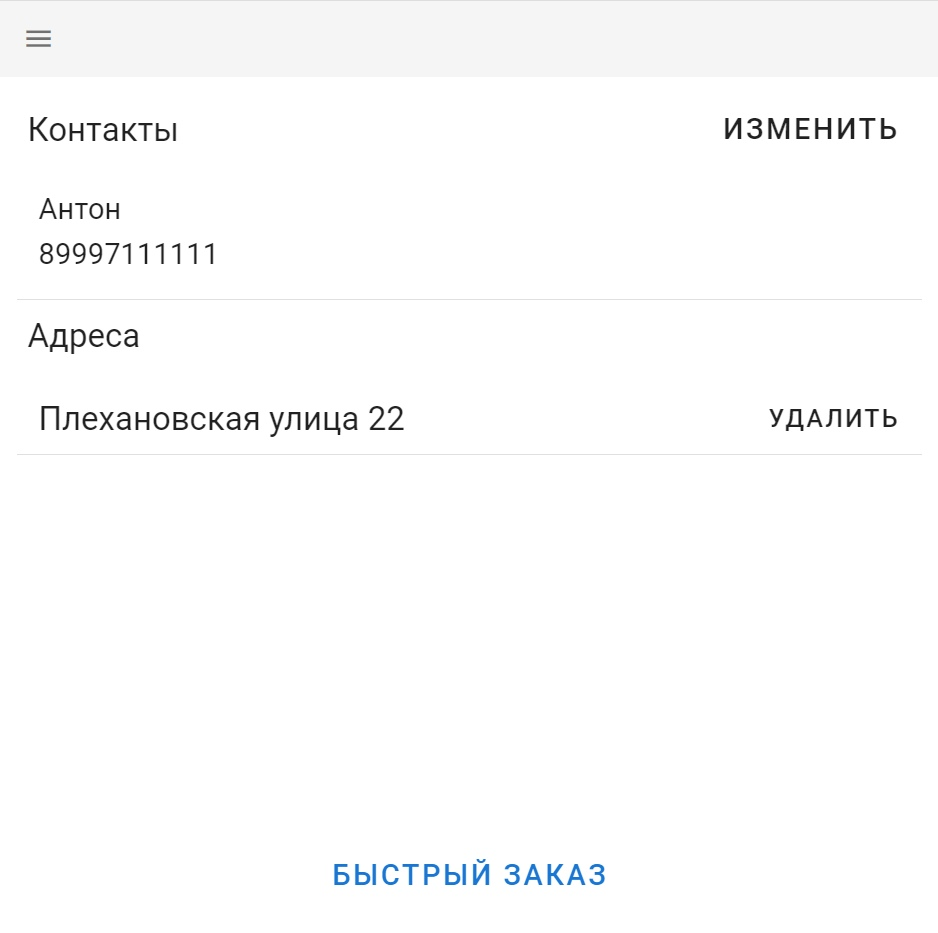 Контакты ИЗМЕНИТЬ
Антон
89997111111
Адреса
Плехановская улица 22 УДАЛИТЬ
БЫСТРЫЙ ЗАКАЗ